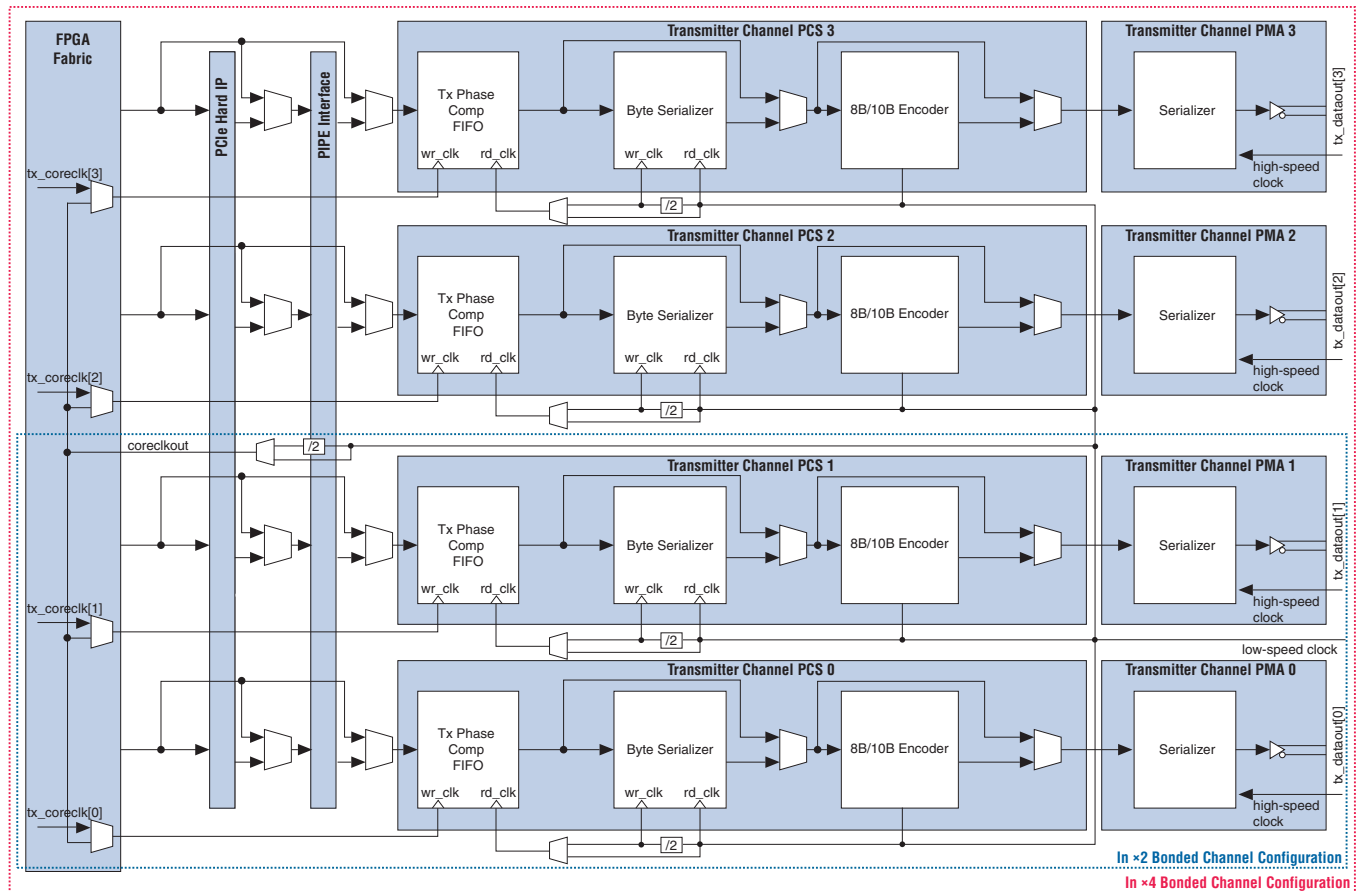 FPGA
Fabric
PCIe Hard IP
PIPE Interface
Transmitter Channel PCS 3
Tx Phase
Comp
FIFO
wr_clk
rd_clk
Byte Serializer
wr_clk
rd_clk
8B/10B Encoder
/2
Transmitter Channel PMA 3
Serializer
high-speed
clock
tx_dataout[3]
tx_coreclk[3]
Transmitter Channel PCS 2
Tx Phase
Comp
FIFO
wr_clk
rd_clk
Byte Serializer
wr_clk
rd_clk
8B/10B Encoder
/2
Transmitter Channel PMA 2
Serializer
high-speed
clock
tx_dataout[2]
tx_coreclk[2]
coreclkout
/2
Transmitter Channel PCS 1
Tx Phase
Comp
FIFO
wr_clk
rd_clk
Byte Serializer
wr_clk
rd_clk
8B/10B Encoder
/2
Transmitter Channel PMA 1
Serializer
high-speed
clock
tx_dataout[1]
tx_coreclk[1]
low-speed clock
Transmitter Channel PCS 0
Tx Phase
Comp
FIFO
wr_clk
rd_clk
Byte Serializer
wr_clk
rd_clk
8B/10B Encoder
/2
Transmitter Channel PMA 0
Serializer
high-speed
clock
tx_dataout[0]
tx_coreclk[0]
In ×2 Bonded Channel Configuration
In ×4 Bonded Channel Configuration